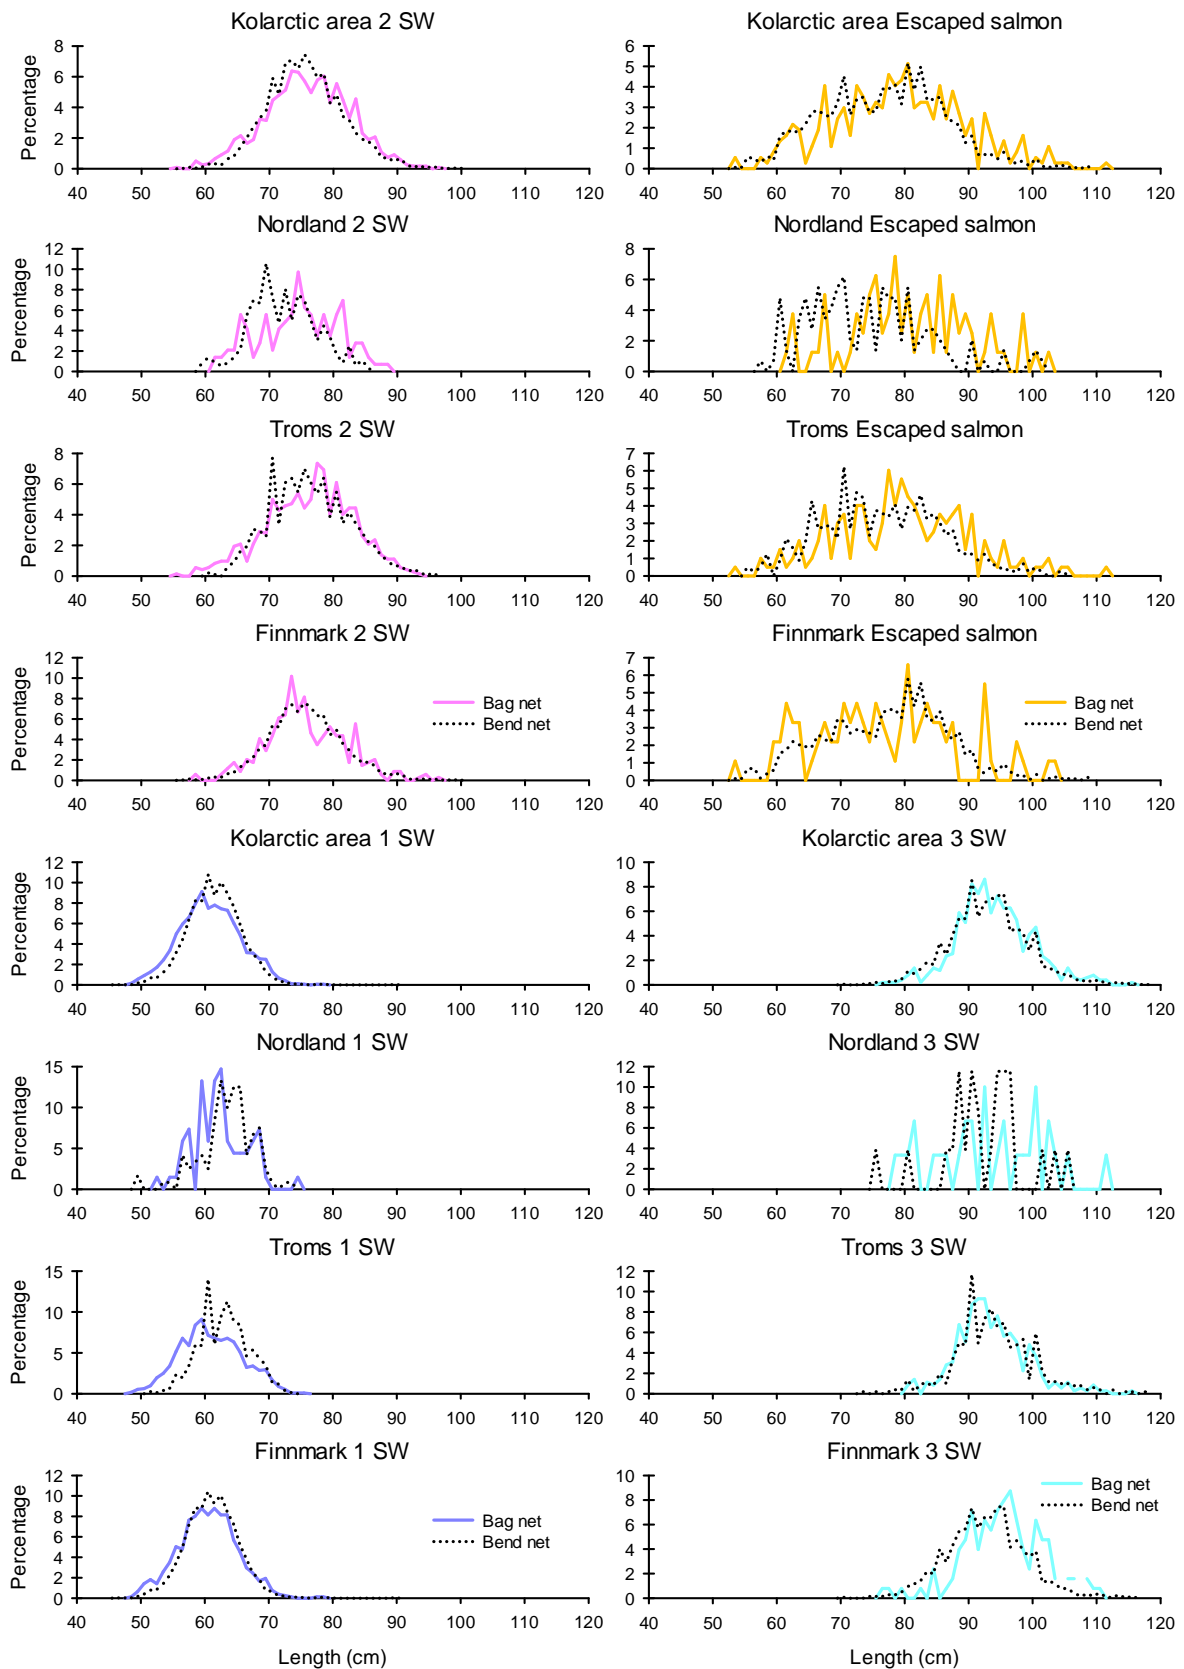 Kolarctic area 2 SW
Percentage
8
6
4
2
0
40 50 60 70 80 90 100 110 120
Kolarctic area Escaped salmon
6
5
4
3
2
1
0
40 50 60 70 80 90 100 110 120
Nordland 2 SW
Percentage
12
10
8
6
4
2
0
40 50 60 70 80 90 100 110 120
Nordland Escaped salmon
8
6
4
2
0
40 50 60 70 80 90 100 110 120
Troms 2 SW
Percentage
8
6
4
2
0
40 50 60 70 80 90 100 110 120
Troms Escaped salmon
7
6
5
4
3
2
1
0
40 50 60 70 80 90 100 110 120
Finnmark 2 SW
Percentage
12
10
8
6
4
2
0
Bag net
Bend net
40 50 60 70 80 90 100 110 120
Finnmark Escaped salmon
7
6
5
4
3
2
1
0
Bag net
Bend net
40 50 60 70 80 90 100 110 120
Kolarctic area 1 SW
Percentage
12
10
8
6
4
2
0
40 50 60 70 80 90 100 110 120
Kolarctic area 3 SW
10
8
6
4
2
0
40 50 60 70 80 90 100 110 120
Nordland 1 SW
Percentage
15
10
5
0
40 50 60 70 80 90 100 110 120
Nordland 3 SW
12
10
8
6
4
2
0
40 50 60 70 80 90 100 110 120
Troms 1 SW
Percentage
15
10
5
0
40 50 60 70 80 90 100 110 120
Troms 3 SW
12
10
8
6
4
2
0
40 50 60 70 80 90 100 110 120
Finnmark 1 SW
Percentage
12
10
8
6
4
2
0
Bag net
Bend net
40 50 60 70 80 90 100 110 120
Length (cm)
Finnmark 3 SW
10
8
6
4
2
0
Bag net
Bend net
40 50 60 70 80 90 100 110 120
Length (cm)